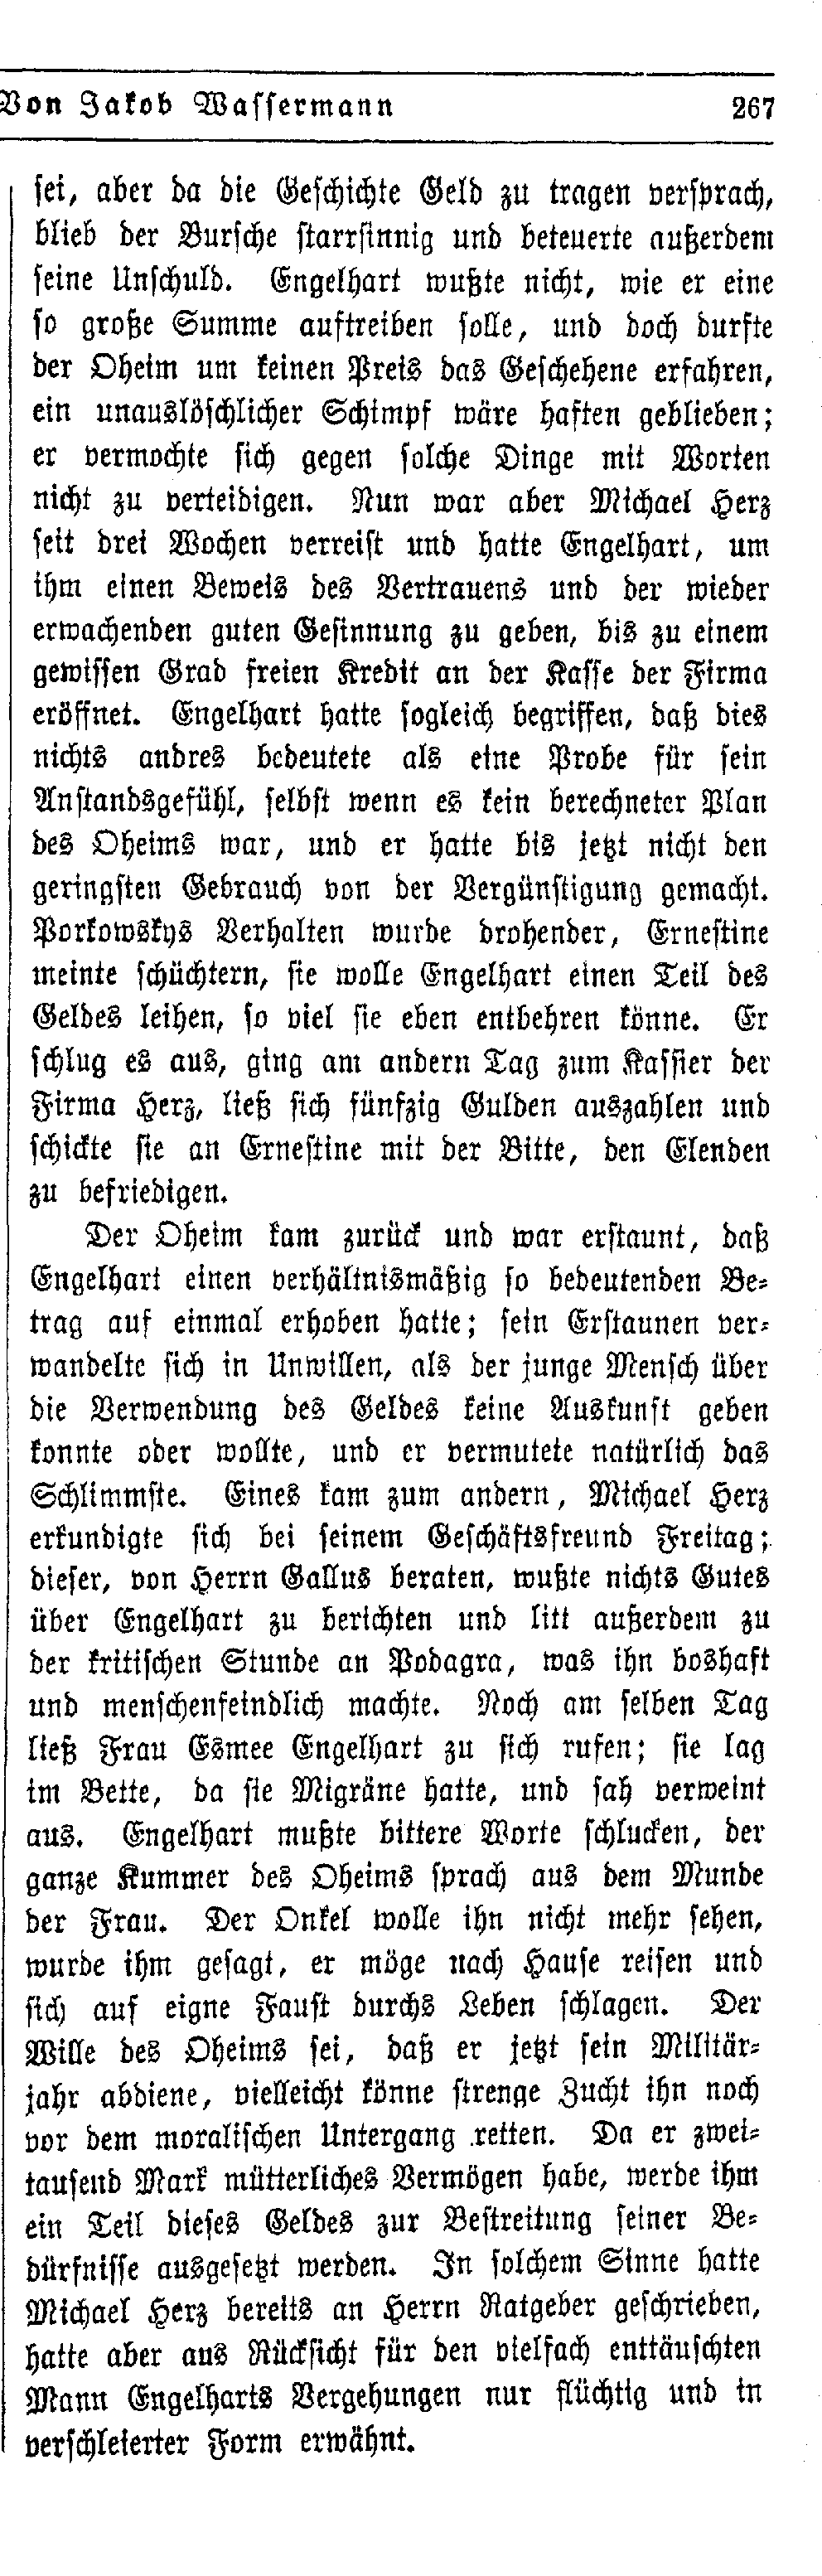 Von Jakob Wassermann 267
sei, aber da die Geschichte Geld zu tragen versprach,
blieb der Bursche starrsinnig und beteuerte außerdem
seine Unschuld. Engelhart wußte nicht, wie er eine
so große Summe auftreiben solle, und doch durfte
der Oheim um keinen Preis das Geschehene erfahren,
ein unauslöschlicher Schimpf wäre haften geblieben;
er vermochte sich gegen solche Dinge mit Worten
nicht zu verteidigen. Nun war aber Michael Herz
seit drei Wochen verreist und hatte Engelhart, um
ihm einen Beweis des Vertrauens und der wieder
erwachenden guten Gesinnung zu geben, bis zu einem
gewissen Grad freien Kredit an der Kasse der Firma
eröffnet. Engelhart hatte sogleich begriffen, daß dies
nichts andres bedeutete als eine Probe für sein
Anstandsgefühl, selbst wenn es kein berechneter Plan
des Oheims war, und er hatte bis jetzt nicht den
geringsten Gebrauch von der Vergünstigung gemacht.
Porkowskys Verhalten wurde drohender, Ernestine
meinte schüchtern, sie wolle Engelhart einen Teil des
Geldes leihen, so viel sie eben entbehren könne. Er
schlug es aus, ging am andern Tag zum Kassier der
Firma Herz, ließ sich fünfzig Gulden auszahlen und
schickte sie an Ernestine mit der Bitte, den Elenden
zu befriedigen.
Der Oheim kam zurück und war erstaunt, daß
Engelhart einen verhältnismäßig so bedeutenden Be-
trag auf einmal erhoben hatte; sein Erstaunen ver-
wandelte sich in Unwillen, als der junge Mensch über
die Verwendung des Geldes keine Auskunft geben
konnte oder wollte, und er vermutete natürlich das
Schlimmste. Eines kam zum andern, Michael Herz
erkundigte sich bei seinem Geschäftsfreund Freitag;
dieser, von Herrn Gallus beraten, wußte nichts Gutes
über Engelhart zu berichten und litt außerdem zu
der kritischen Stunde an Podagra, was ihn boshaft
und menschenfeindlich machte. Noch am selben Tag
ließ Frau Esmee Engelhart zu sich rufen; sie lag
im Bette, da sie Migräne hatte, und sah verweint
aus. Engelhart mußte bittere Worte schlucken, der
ganze Kummer des Oheims sprach aus dem Munde
der Frau. Der Onkel wolle ihn nicht mehr sehen,
wurde ihm gesagt, er möge nach Hause reisen und
sich auf eigne Faust durchs Leben schlagen. Der
Wille des Oheims sei, daß er jetzt sein Militär-
jahr abdiene, vielleicht könne strenge Zucht ihn noch
vor dem moralischen Untergang retten. Da er zwei-
tausend Mark mütterliches Vermögen habe, werde ihm
ein Teil dieses Geldes zur Bestreitung seiner Be-
dürfnisse ausgesetzt werden. In solchem Sinne hatte
Michael Herz bereits an Herrn Ratgeber geschrieben,
hatte aber aus Rücksicht für den vielfach enttäuschten
Mann Engelharts Vergehungen nur flüchtig und in
verschleierter Form erwähnt.